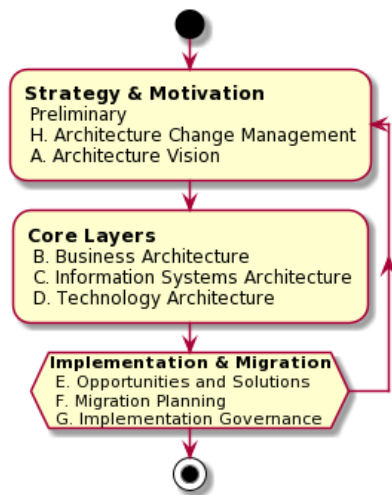 Strategy & Motivation
Preliminary
H. Architecture Change Management
A. Architecture Vision
Core Layers
B. Business Architecture
C. Information Systems Architecture
D. Technology Architecture
Implementation & Migration
E. Opportunities and Solutions
F. Migration Planning
G. Implementation Governance